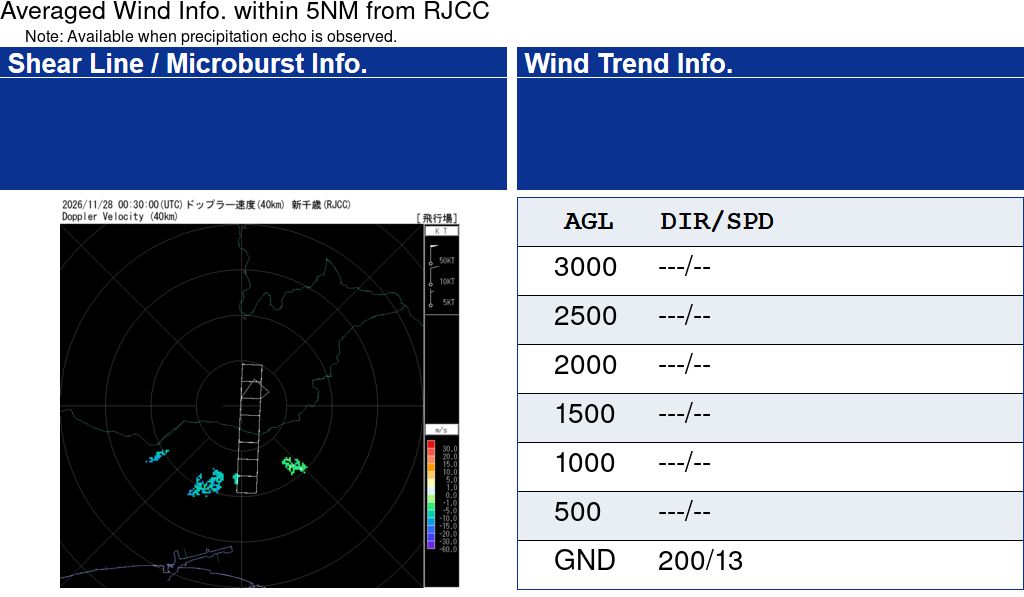 Averaged Wind Info. within 5NM from RJCC
Note: Available when precipitation echo is observed.
Shear Line / Microburst Info.
Wind Trend Info.
2026/11/28 00:30:00(UTC) ドップラー速度(40km) 新千歳(RJCC)
Doppler Velocity (40km)
[飛行場]
K T
50KT
10KT
5KT
m/s
30.0
20.0
15.0
10.0
5.0
1.0
0.0
-1.0
-5.0
-10.0
-15.0
-20.0
-30.0
-60.0
AGL DIR/SPD
3000 ---/--
2500 ---/--
2000 ---/--
1500 ---/--
1000 ---/--
500 ---/--
GND 200/13